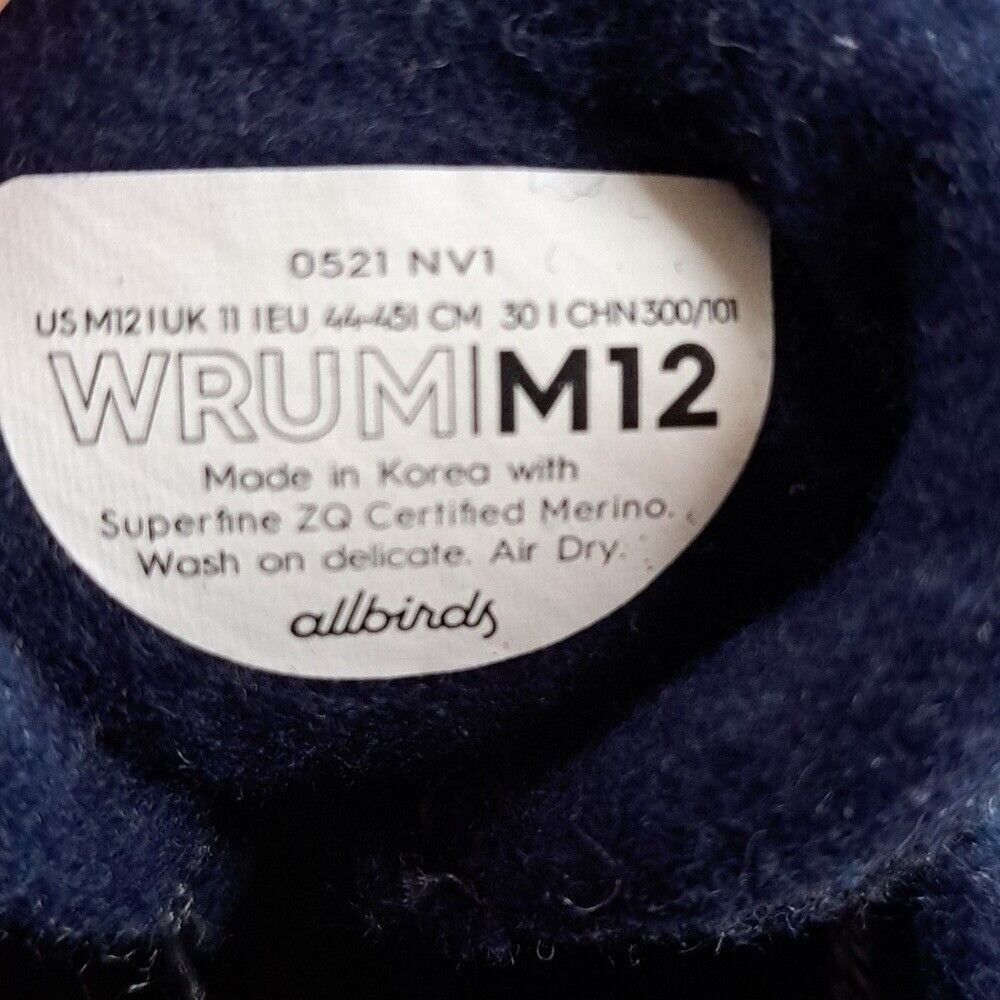 0521 NV1
US M12 | UK 11 | EU 44-45 | CM 30 | CHN 300/101
WRUM|M12
Made in Korea with
Superfine ZQ Certified Merino.
Wash on delicate. Air Dry.
allbirds